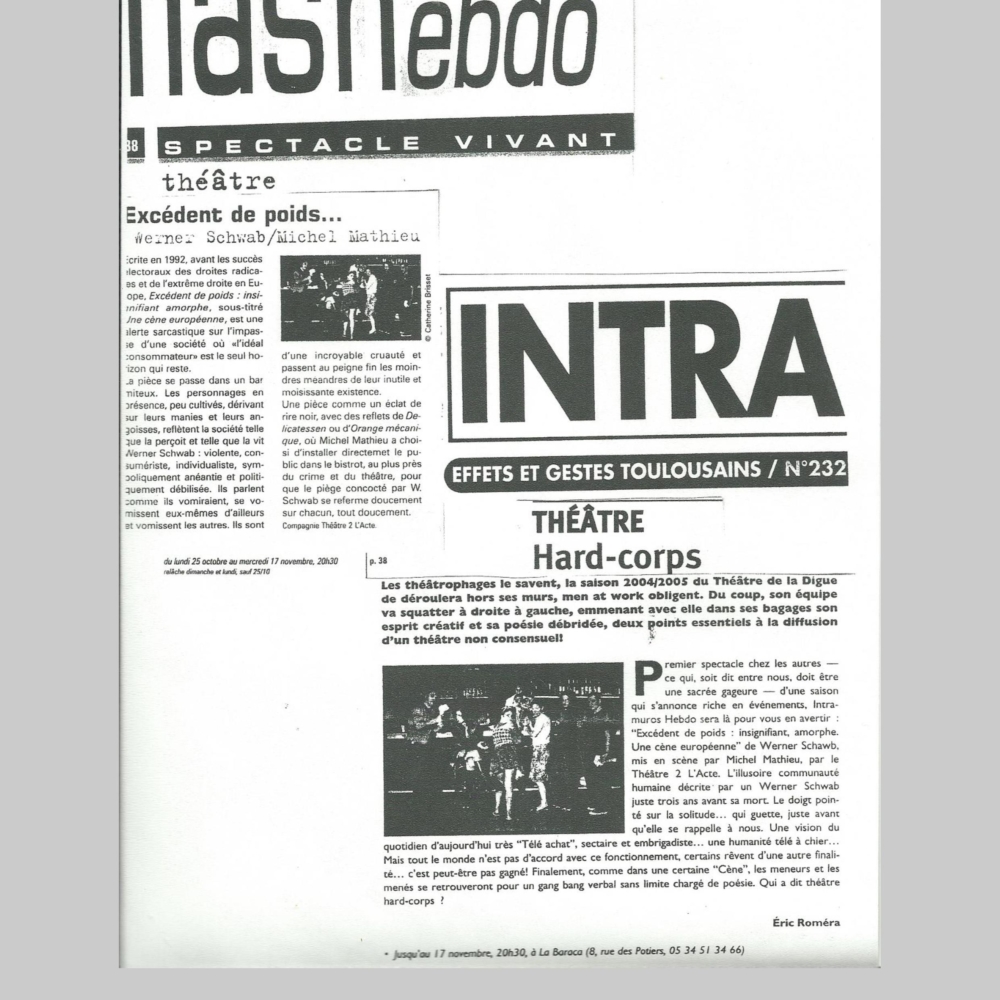 flashebdo
38 SPECTACLE VIVANT
théâtre
Excédent de poids...
Werner Schwab/Michel Mathieu
crite en 1992, avant les succès
lectoraux des droites radica-
es et de l'extrême droite en Eu-
ope, Excédent de poids : insi-
nifiant amorphe, sous-titré
Une cène européenne, est une
lerte sarcastique sur l'impas-
e d'une société où «l'idéal
consommateur» est le seul ho-
izon qui reste.
La pièce se passe dans un bar
miteux. Les personnages en
présence, peu cultivés, dérivant
sur leurs manies et leurs an-
goisses, reflètent la société telle
que la perçoit et telle que la vit
Werner Schwab : violente, con-
sumériste, individualiste, sym-
boliquement anéantie et politi-
quement débilisée. Ils parlent
comme ils vomiraient, se vo-
missent eux-mêmes d'ailleurs
et vomissent les autres. Ils sont
© Catherine Brisset
d'une incroyable cruauté et
passent au peigne fin les moin-
dres meandres de leur inutile et
moisissante existence.
Une pièce comme un éclat de
rire noir, avec des reflets de De-
licatessen ou d'Orange mécani-
que, où Michel Mathieu a choi-
si d'installer directemet le pu-
blic dans le bistrot, au plus près
du crime et du théâtre, pour
que le piège concocté par W.
Schwab se referme doucement
sur chacun, tout doucement.
Compagnie Théâtre 2 L'Acte.
du lundi 25 octobre au mercredi 17 novembre, 20h30
relâche dimanche et lundi, sauf 25/10
p. 38
INTRA
EFFETS ET GESTES TOULOUSAINS / N°232
THÉÂTRE
Hard-corps
Les théâtrophages le savent, la saison 2004/2005 du Théâtre de la Digue
de déroulera hors ses murs, men at work obligent. Du coup, son équipe
va squatter à droite à gauche, emmenant avec elle dans ses bagages son
esprit créatif et sa poésie débridée, deux points essentiels à la diffusion
d'un théâtre non consensuel!
Premier spectacle chez les autres —
ce qui, soit dit entre nous, doit être
une sacrée gageure — d'une saison
qui s'annonce riche en événements, Intra-
muros Hebdo sera là pour vous en avertir :
"Excédent de poids : insignifiant, amorphe.
Une cène européenne" de Werner Schawb,
mis en scène par Michel Mathieu, par le
Théâtre 2 L'Acte. L'illusoire communauté
humaine décrite par un Werner Schwab
juste trois ans avant sa mort. Le doigt poin-
té sur la solitude... qui guette, juste avant
qu'elle se rappelle à nous. Une vision du
quotidien d'aujourd'hui très "Télé achat", sectaire et embrigadiste... une humanité télé à chier...
Mais tout le monde n'est pas d'accord avec ce fonctionnement, certains rêvent d'une autre finali-
té... c'est peut-être pas gagné! Finalement, comme dans une certaine "Cène", les meneurs et les
menés se retrouveront pour un gang bang verbal sans limite chargé de poésie. Qui a dit théâtre
hard-corps ?
Éric Roméra
• Jusqu'au 17 novembre, 20h30, à La Baraca (8, rue des Potiers, 05 34 51 34 66)